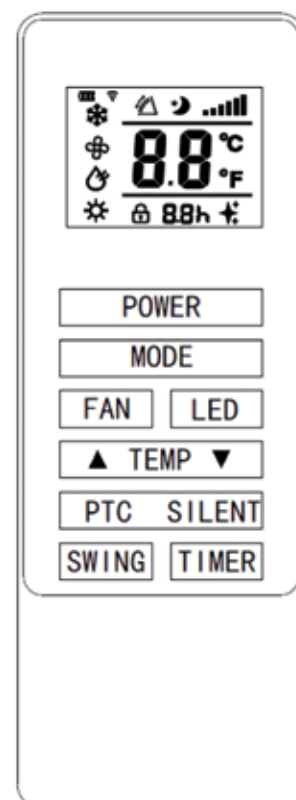 8.8 °C
°F
8.8h
POWER
MODE
FAN LED
▲ TEMP ▼
PTC SILENT
SWING TIMER